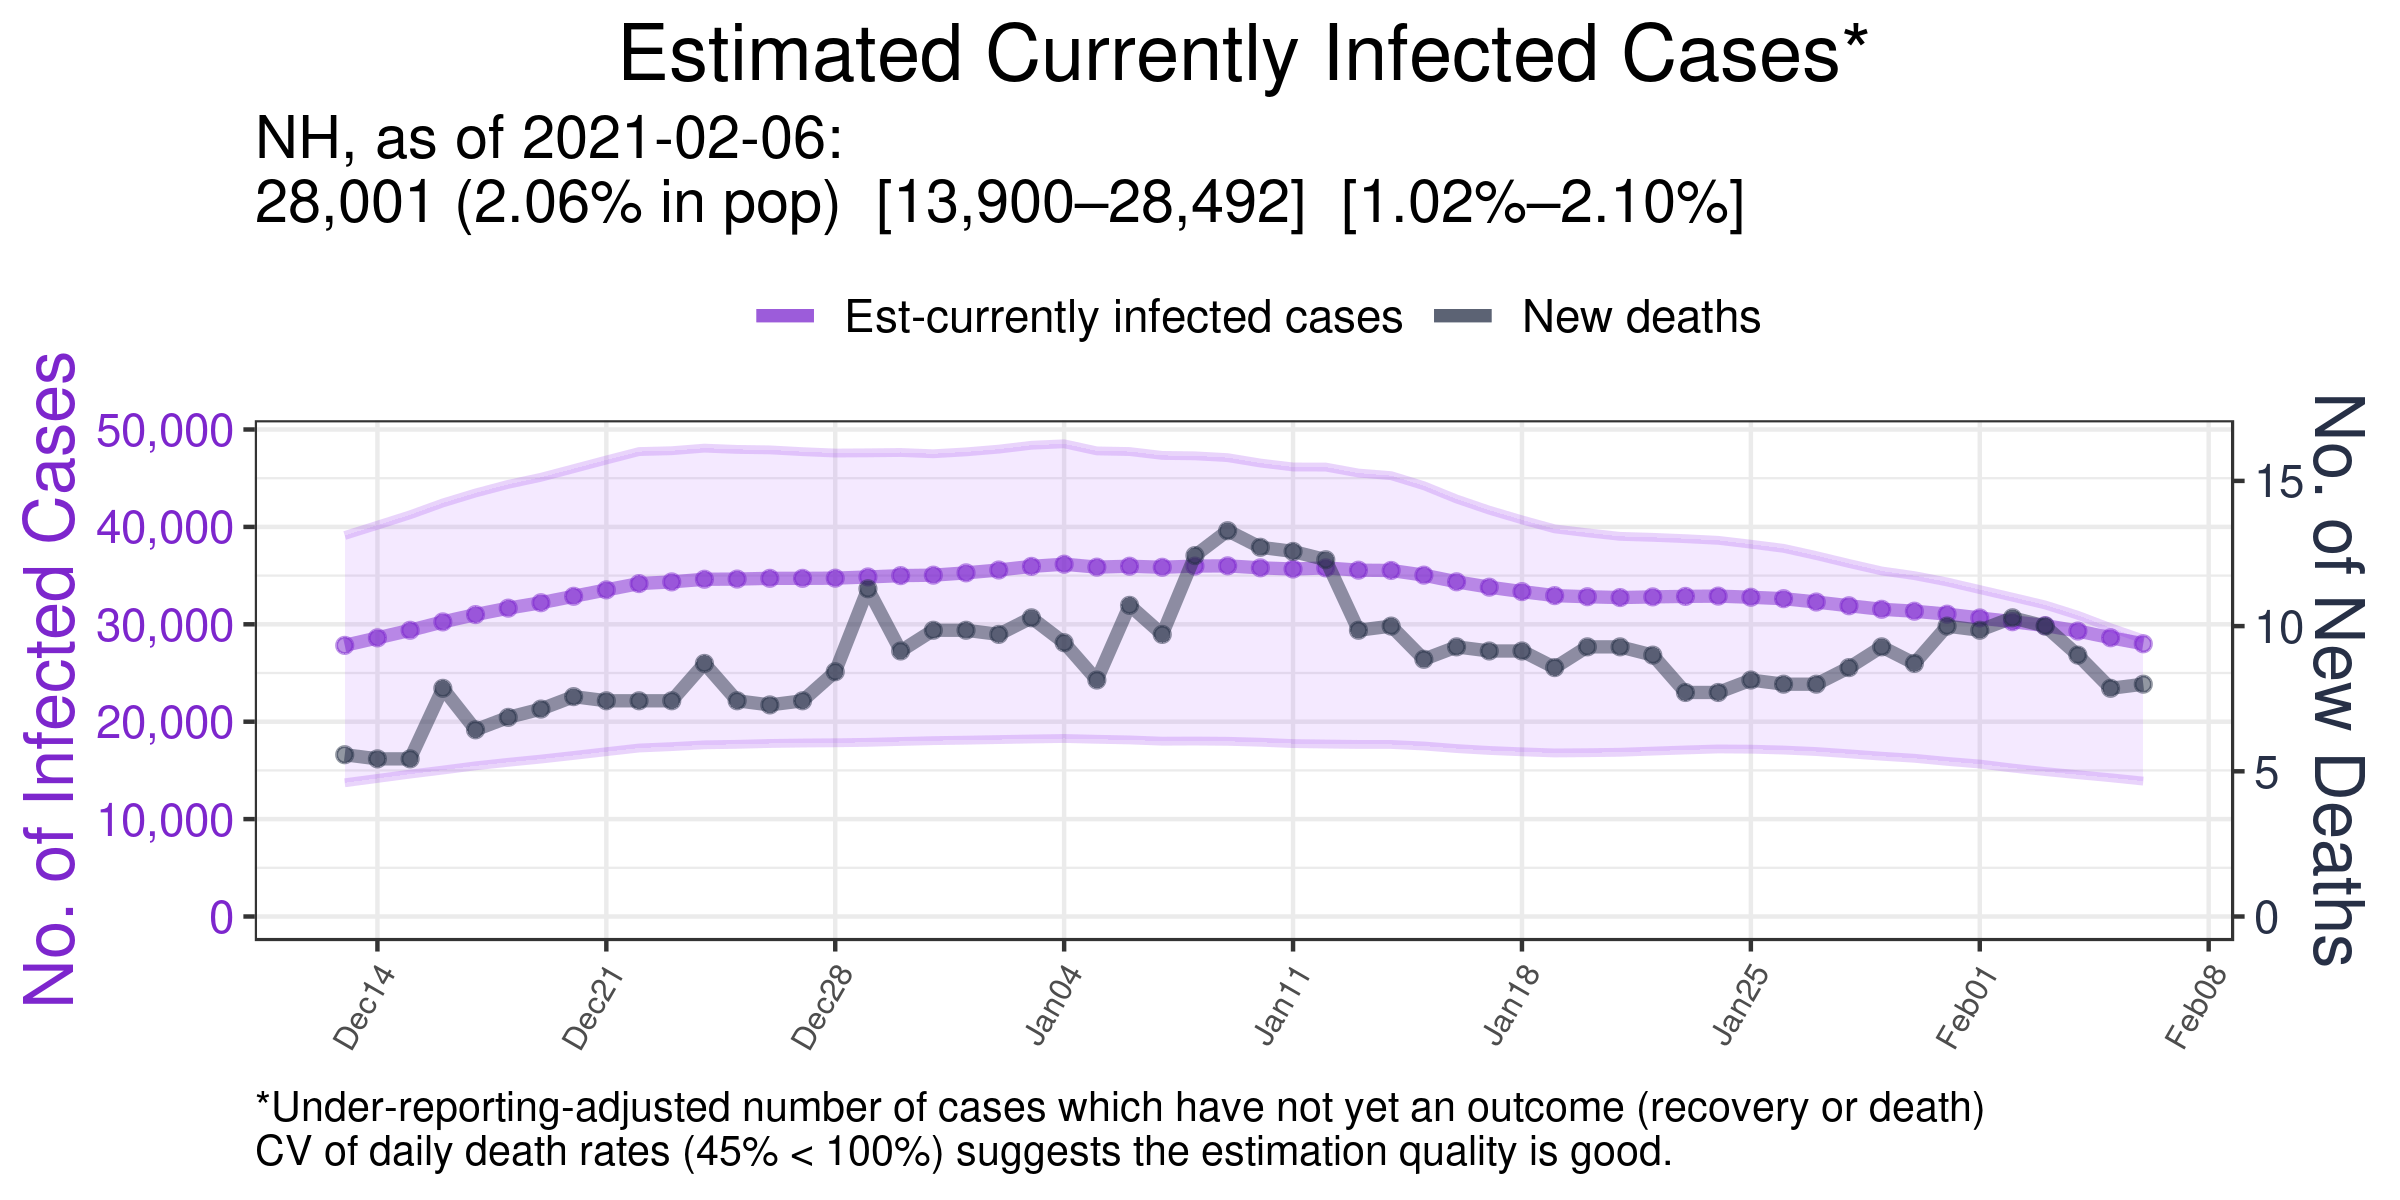 Estimated Currently Infected Cases*
NH, as of 2021-02-06:
28,001 (2.06% in pop)  [13,900–28,492]  [1.02%–2.10%]
Est-currently infected cases
New deaths
No. of Infected Cases
50,000
40,000
30,000
20,000
10,000
0
15
10
5
0
No. of New Deaths
Dec14
Dec21
Dec28
Jan04
Jan11
Jan18
Jan25
Feb01
Feb08
*Under-reporting-adjusted number of cases which have not yet an outcome (recovery or death)
CV of daily death rates (45% < 100%) suggests the estimation quality is good.